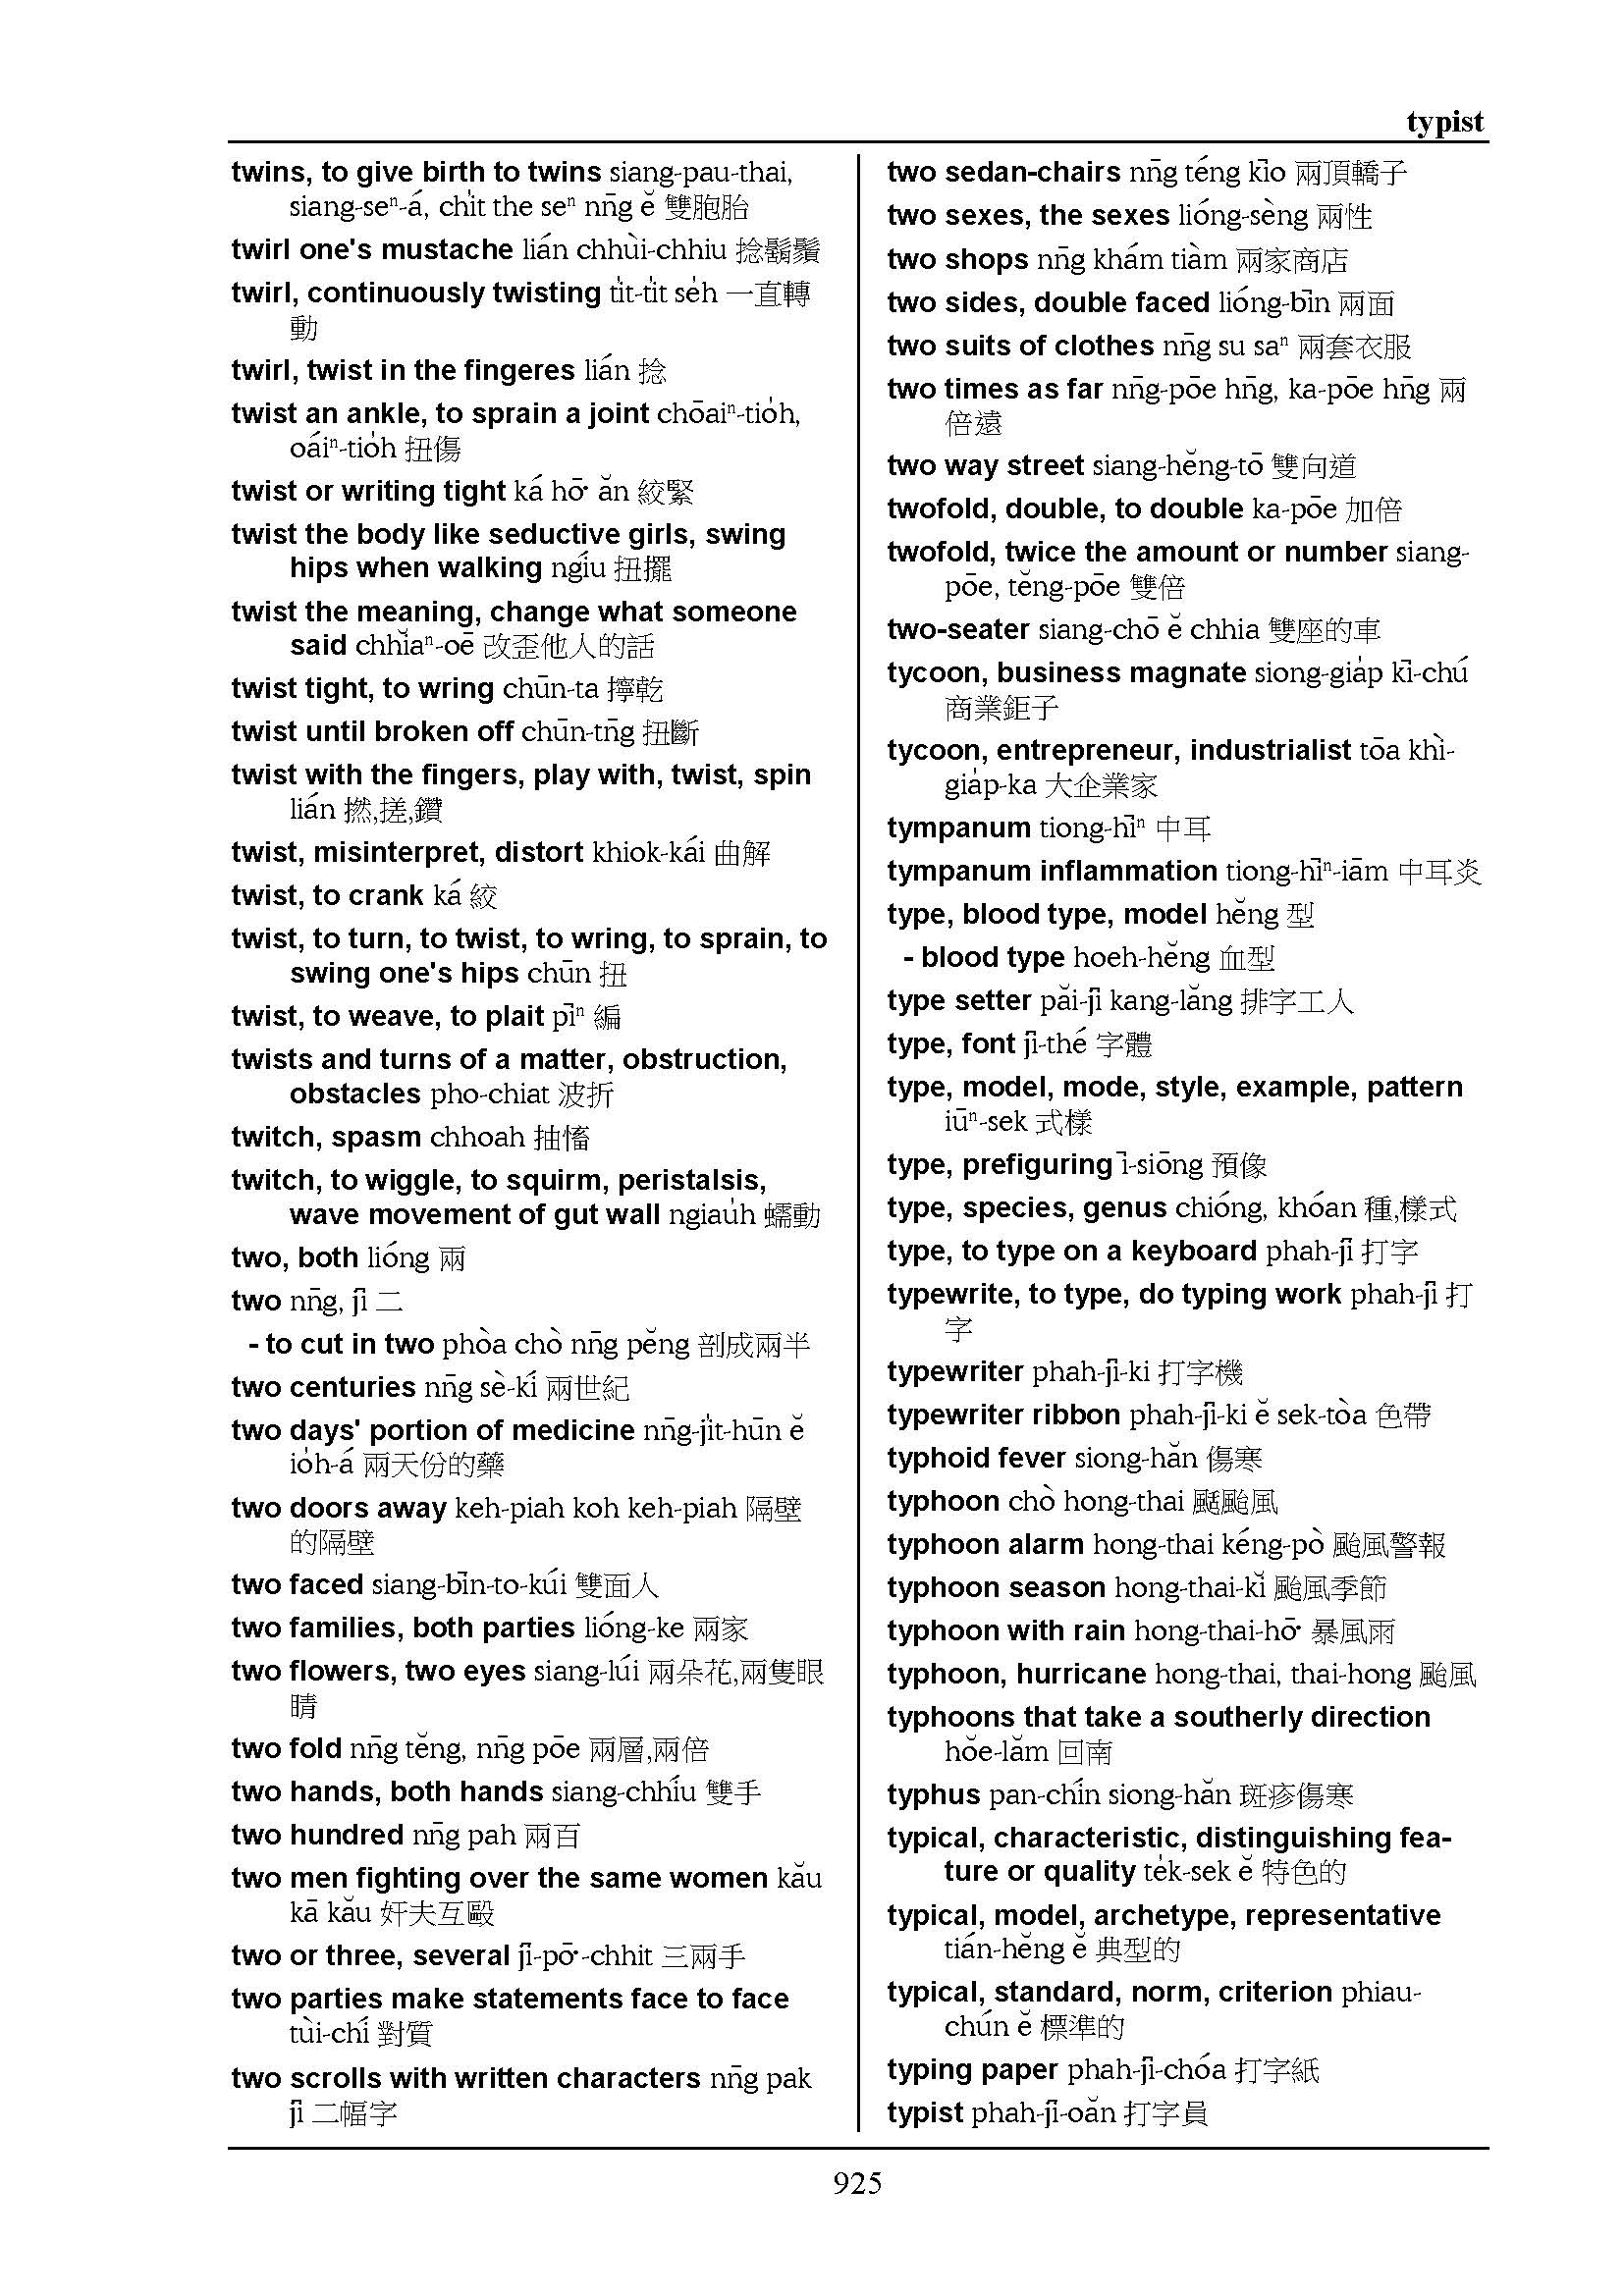 typist
twins, to give birth to twins siang-pau-thai,
siang-seⁿ-á, chi̍t the seⁿ nn̄g ĕ 雙胞胎
twirl one's mustache lián chhùi-chhiu 捻鬍鬚
twirl, continuously twisting ti̍t-ti̍t se̍h 一直轉
動
twirl, twist in the fingeres lián 捻
twist an ankle, to sprain a joint chōaiⁿ-tio̍h,
oáiⁿ-tio̍h 扭傷
twist or writing tight ká hō͘ ăn 絞緊
twist the body like seductive girls, swing
hips when walking ngíu 扭擺
twist the meaning, change what someone
said chhĭaⁿ-oē 改歪他人的話
twist tight, to wring chūn-ta 擰乾
twist until broken off chūn-tn̄g 扭斷
twist with the fingers, play with, twist, spin
lián 撚,搓,鑽
twist, misinterpret, distort khiok-kái 曲解
twist, to crank ká 絞
twist, to turn, to twist, to wring, to sprain, to
swing one's hips chūn 扭
twist, to weave, to plait pīⁿ 編
twists and turns of a matter, obstruction,
obstacles pho-chiat 波折
twitch, spasm chhoah 抽慉
twitch, to wiggle, to squirm, peristalsis,
wave movement of gut wall ngiau̍h 蠕動
two, both lióng 兩
two nn̄g, jī 二
- to cut in two phòa chò nn̄g pĕng 剖成兩半
two centuries nn̄g sè-kí 兩世紀
two days' portion of medicine nn̄g-ji̍t-hūn ĕ
io̍h-á 兩天份的藥
two doors away keh-piah koh keh-piah 隔壁
的隔壁
two faced siang-bīn-to-kúi 雙面人
two families, both parties lióng-ke 兩家
two flowers, two eyes siang-lúi 兩朵花,兩隻眼
睛
two fold nn̄g tĕng, nn̄g pōe 兩層,兩倍
two hands, both hands siang-chhíu 雙手
two hundred nn̄g pah 兩百
two men fighting over the same women kău
kā kău 奸夫互毆
two or three, several jī-pō͘-chhit 三兩手
two parties make statements face to face
tùi-chí 對質
two scrolls with written characters nn̄g pak
jī 二幅字
two sedan-chairs nn̄g téng kīo 兩頂轎子
two sexes, the sexes lióng-sèng 兩性
two shops nn̄g khám tiàm 兩家商店
two sides, double faced lióng-bīn 兩面
two suits of clothes nn̄g su saⁿ 兩套衣服
two times as far nn̄g-pōe hn̄g, ka-pōe hn̄g 兩
倍遠
two way street siang-hĕng-tō 雙向道
twofold, double, to double ka-pōe 加倍
twofold, twice the amount or number siang-
pōe, tĕng-pōe 雙倍
two-seater siang-chō ĕ chhia 雙座的車
tycoon, business magnate siong-gia̍p kī-chú
商業鉅子
tycoon, entrepreneur, industrialist tōa khì-
gia̍p-ka 大企業家
tympanum tiong-hīⁿ 中耳
tympanum inflammation tiong-hīⁿ-iām 中耳炎
type, blood type, model hĕng 型
- blood type hoeh-hĕng 血型
type setter păi-jī kang-lăng 排字工人
type, font jī-thé 字體
type, model, mode, style, example, pattern
iūⁿ-sek 式樣
type, prefiguring ī-siōng 預像
type, species, genus chióng, khóan 種,樣式
type, to type on a keyboard phah-jī 打字
typewrite, to type, do typing work phah-jī 打
字
typewriter phah-jī-ki 打字機
typewriter ribbon phah-jī-ki ĕ sek-tòa 色帶
typhoid fever siong-hăn 傷寒
typhoon chò hong-thai 颳颱風
typhoon alarm hong-thai kéng-pò 颱風警報
typhoon season hong-thai-kĭ 颱風季節
typhoon with rain hong-thai-hō͘ 暴風雨
typhoon, hurricane hong-thai, thai-hong 颱風
typhoons that take a southerly direction
hŏe-lăm 回南
typhus pan-chín siong-hăn 斑疹傷寒
typical, characteristic, distinguishing fea-
ture or quality te̍k-sek ĕ 特色的
typical, model, archetype, representative
tián-hĕng ĕ 典型的
typical, standard, norm, criterion phiau-
chún ĕ 標準的
typing paper phah-jī-chóa 打字紙
typist phah-jī-oăn 打字員
925